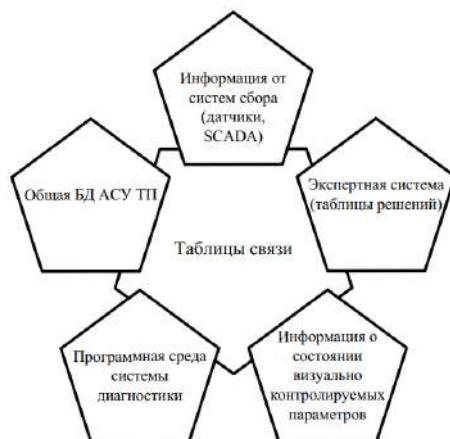 Информация от
систем сбора
(датчики,
SCADA)
Общая БД АСУ ТП
Экспертная система
(таблицы решений)
Таблицы связи
Программная среда
системы
диагностики
Информация о
состоянии
визуально
контролируемых
параметров